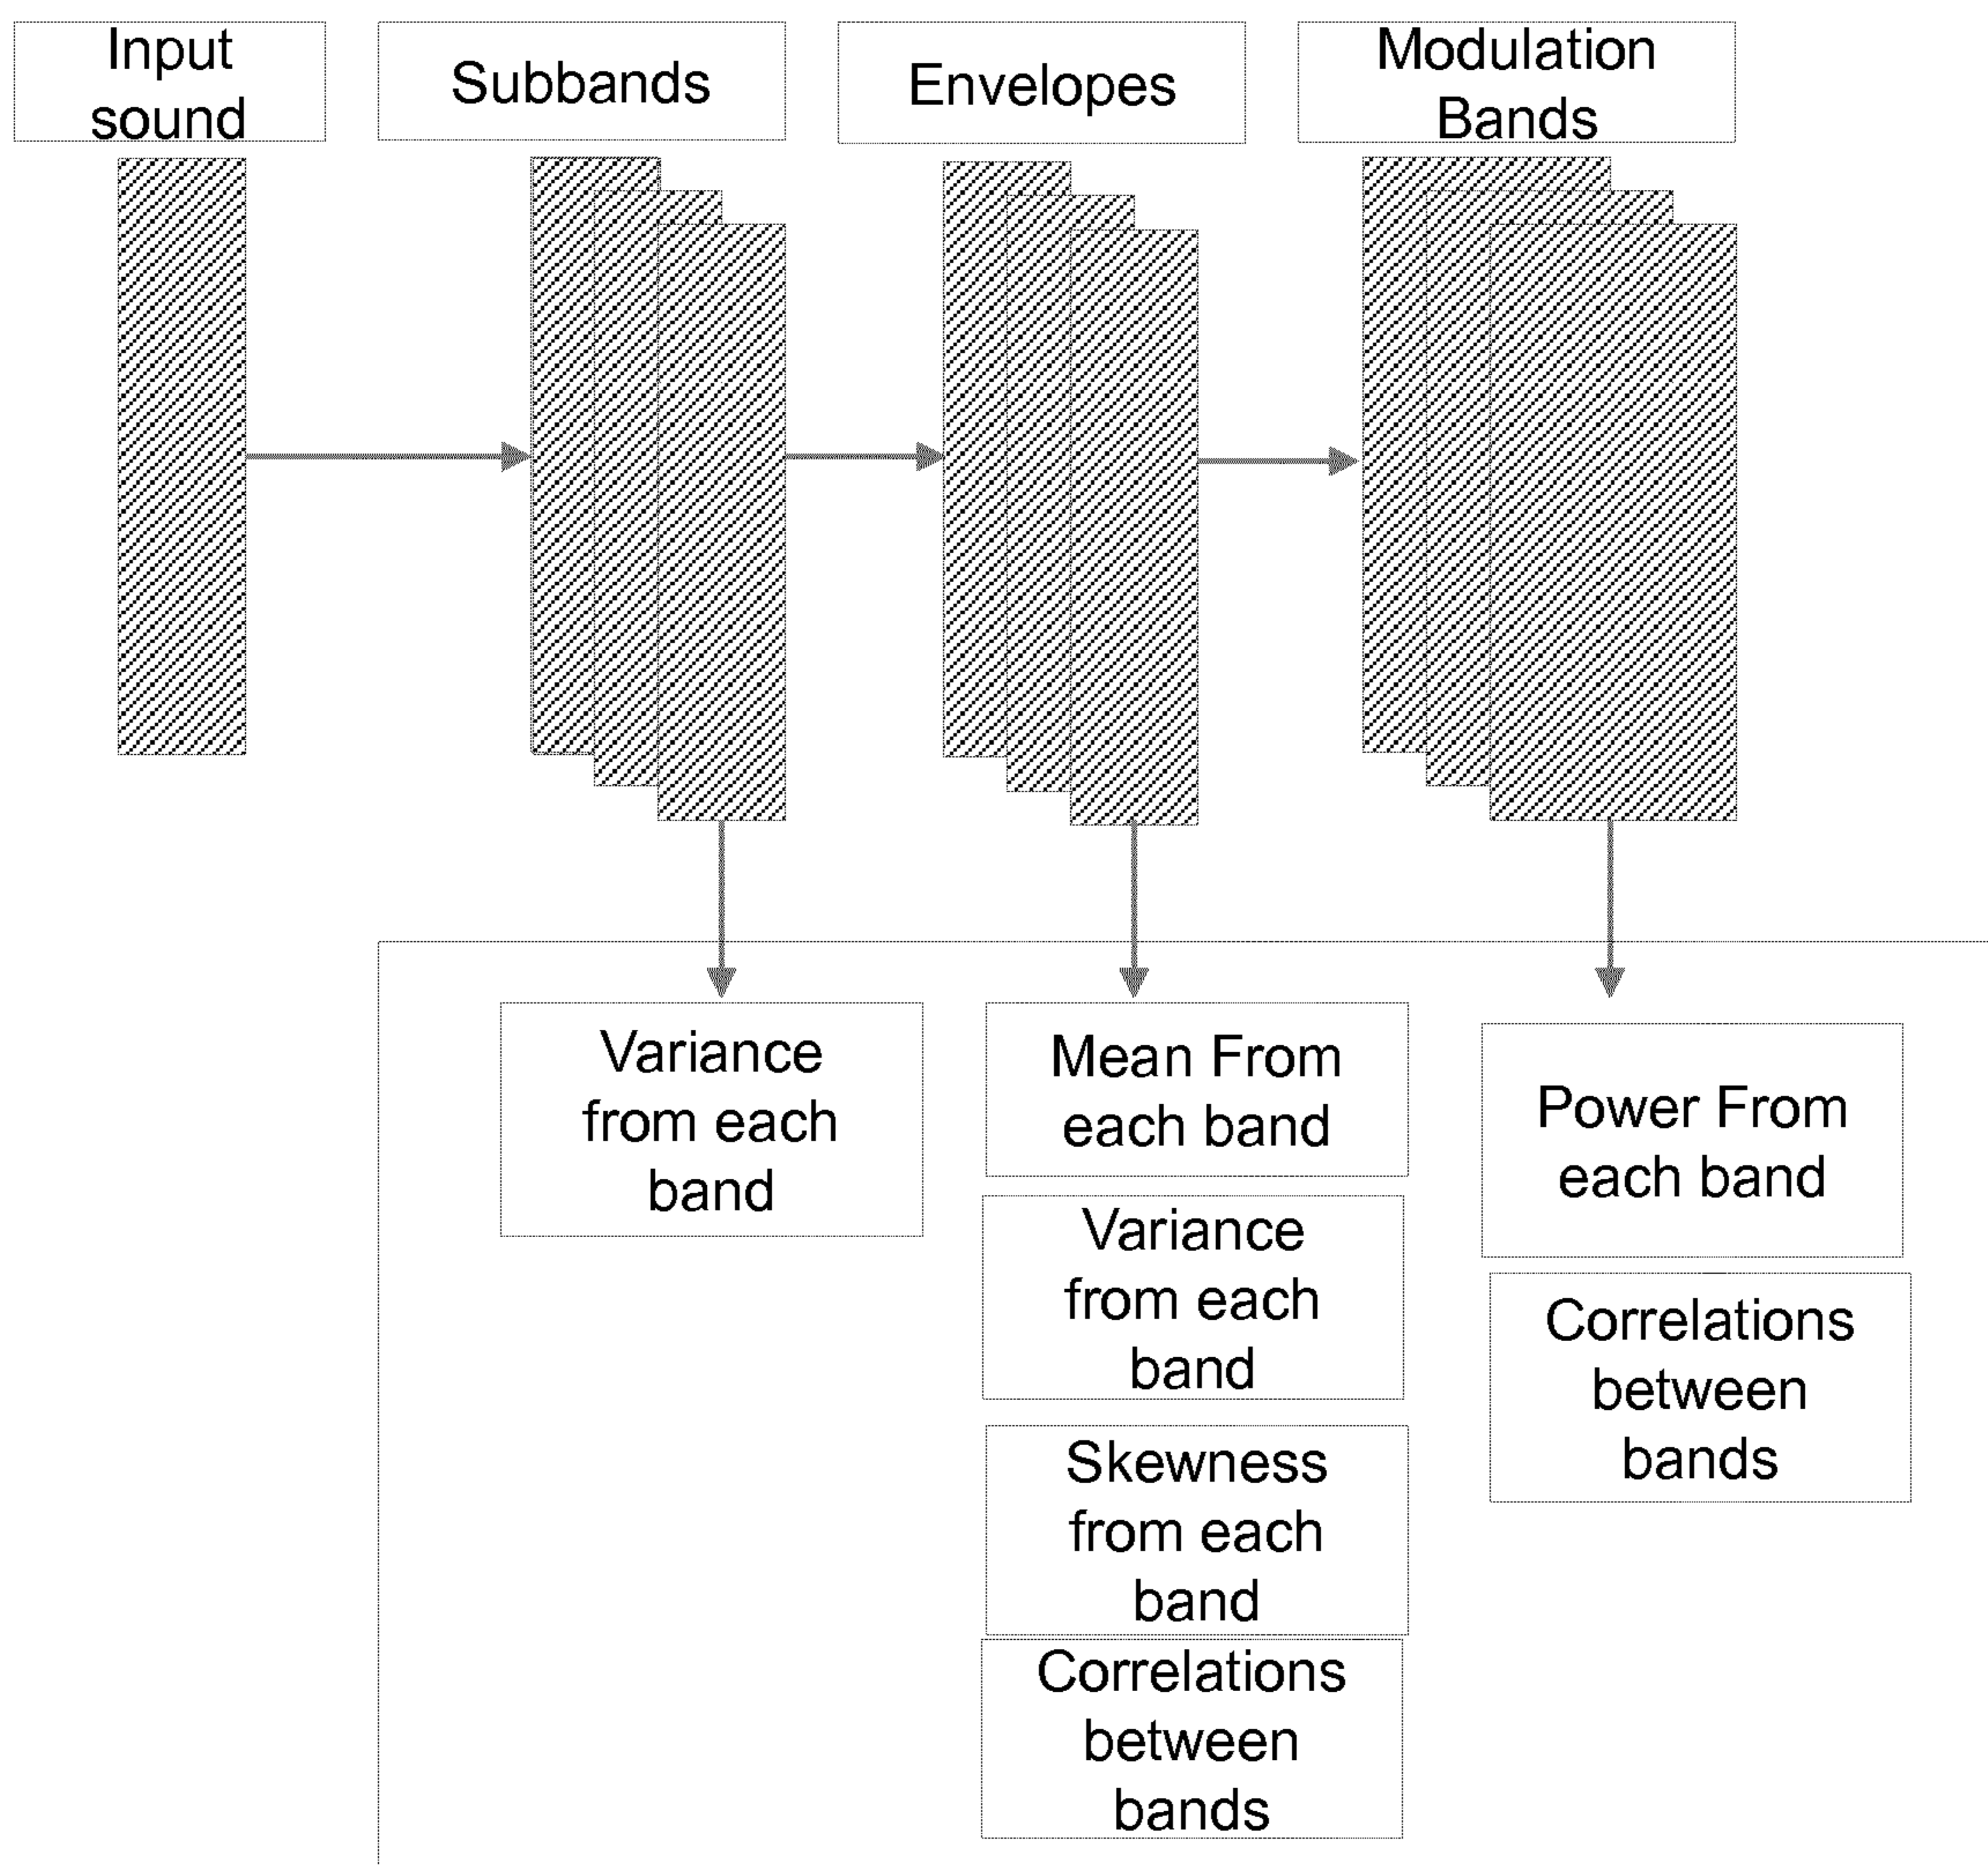 Input
sound
Subbands
Envelopes
Modulation
Bands
Variance
from each
band
Mean From
each band
Variance
from each
band
Skewness
from each
band
Correlations
between
bands
Power From
each band
Correlations
between
bands